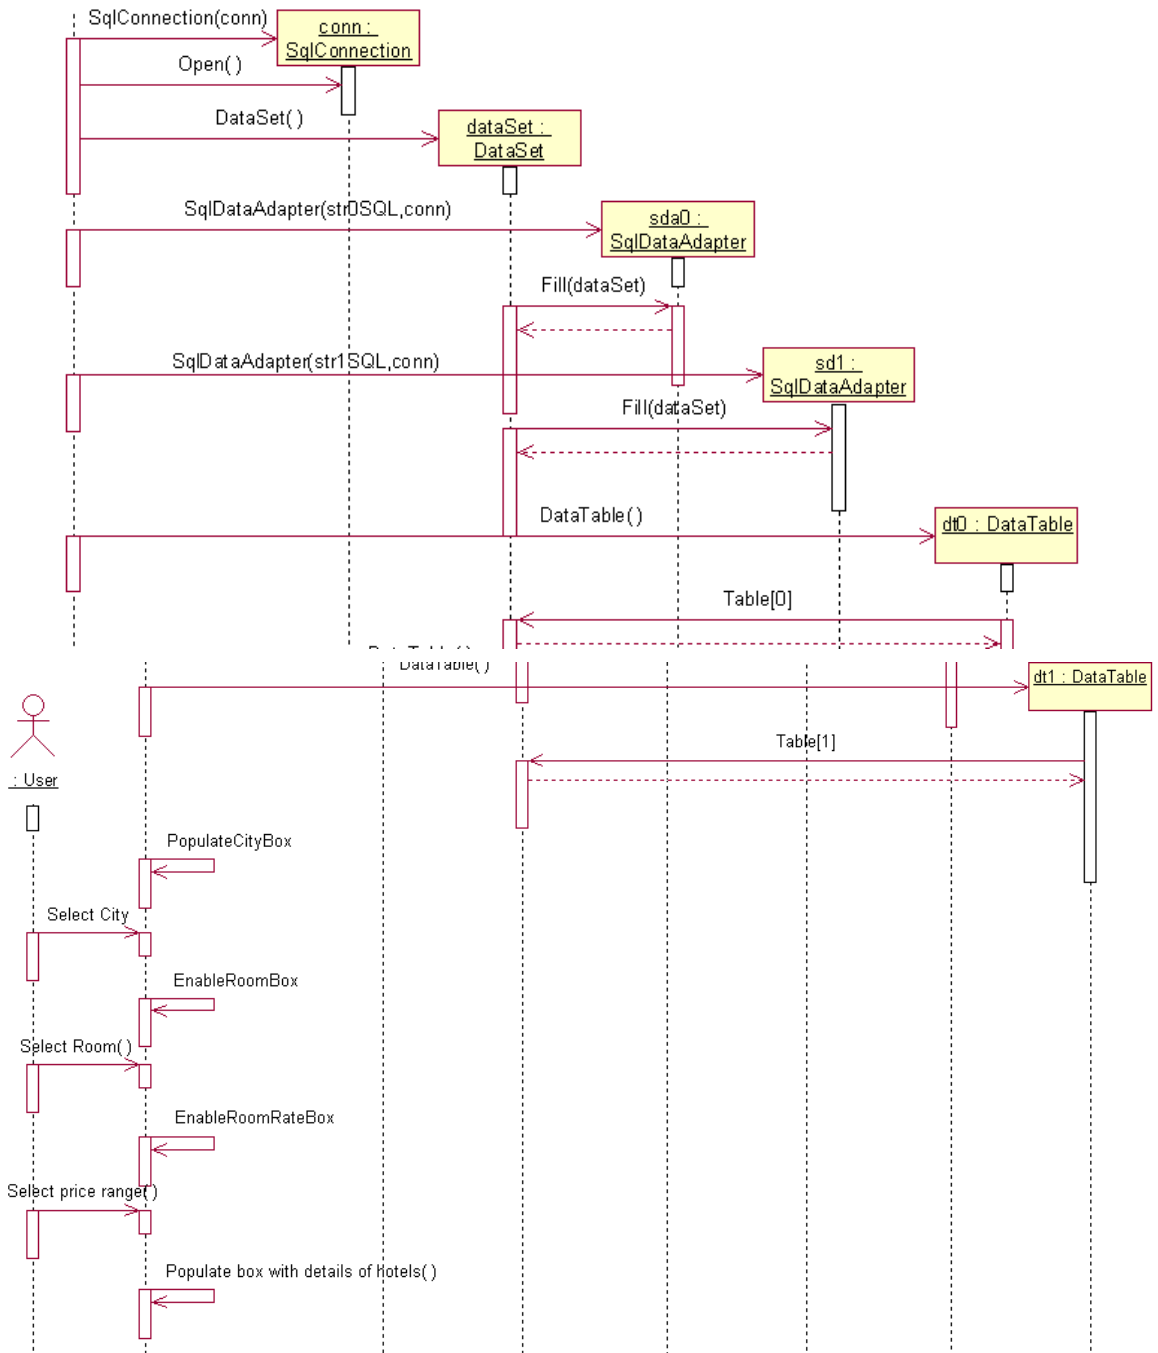 SqlConnection(conn)
conn :
SqlConnection
Open( )
DataSet( )
dataSet :
DataSet
SqlDataAdapter(str0SQL,conn)
sda0 :
SqlDataAdapter
Fill(dataSet)
SqlDataAdapter(str1SQL,conn)
sd1 :
SqlDataAdapter
Fill(dataSet)
DataTable( )
dt0 : DataTable
Table[0]
DataTable( )
DataTable( )
dt1 : DataTable
Table[1]
: User
PopulateCityBox
Select City
EnableRoomBox
Select Room( )
EnableRoomRateBox
Select price range( )
Populate box with details of hotels( )